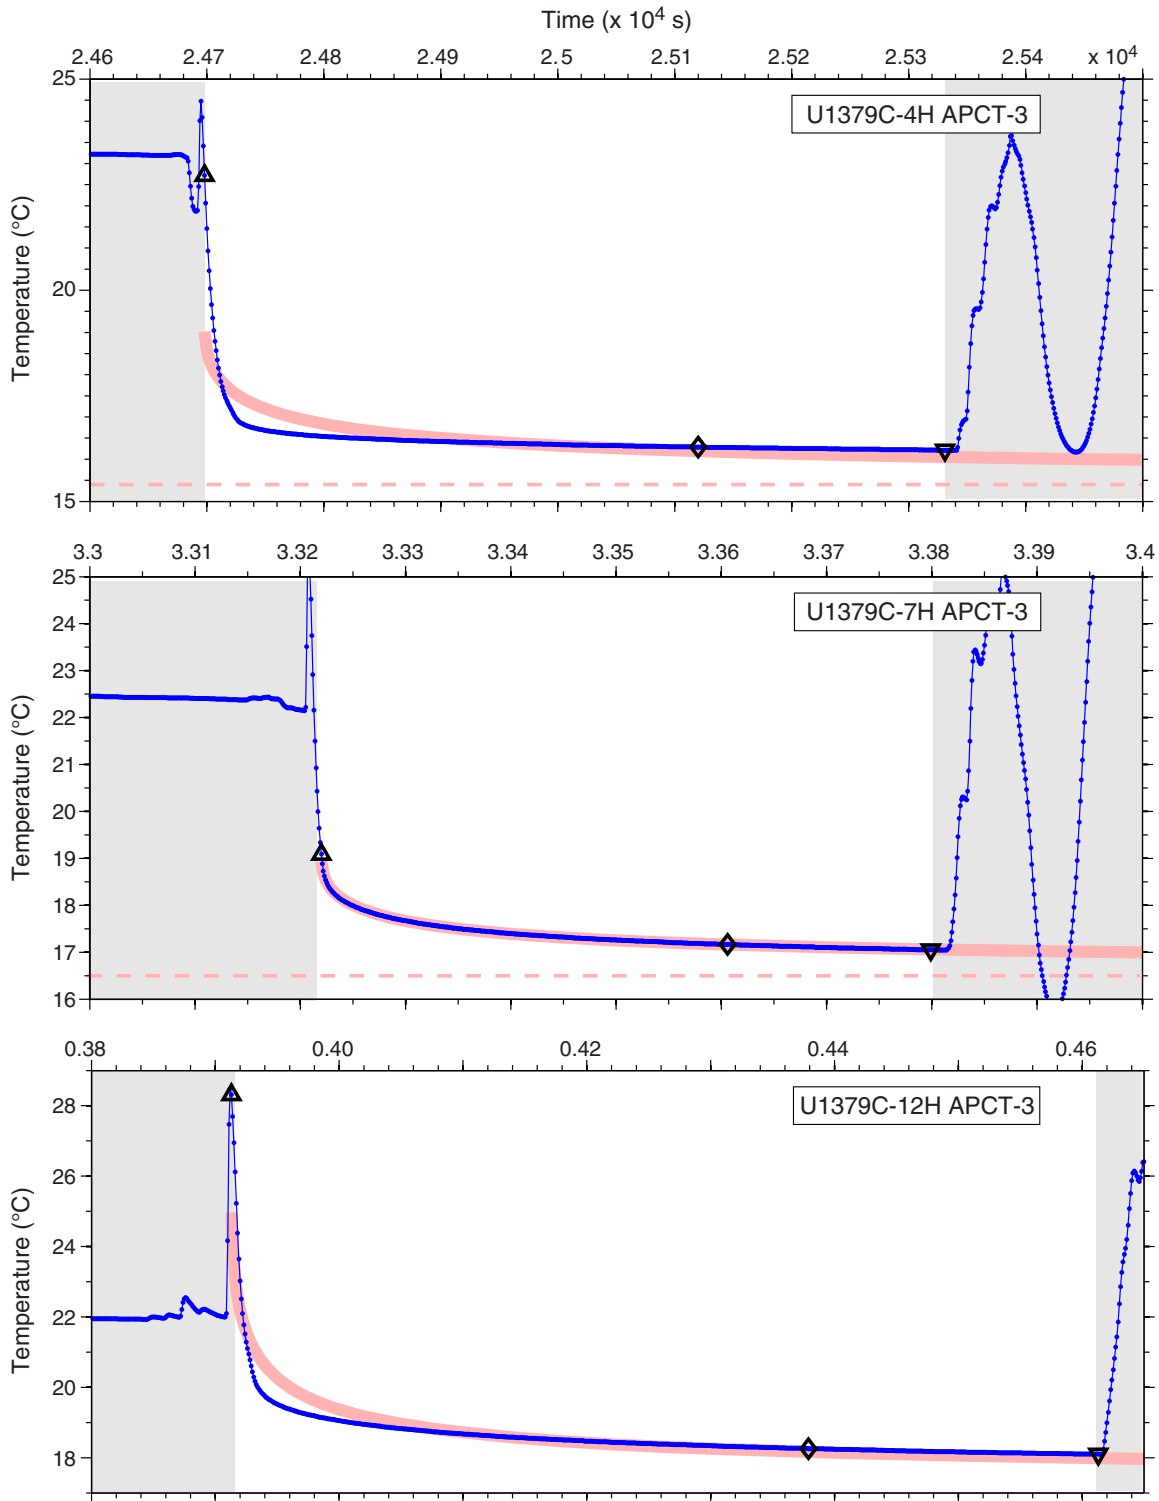 Time (x 10⁴ s)
2.46 2.47 2.48 2.49 2.5 2.51 2.52 2.53 2.54 x 10⁴
25
U1379C-4H APCT-3
20
15
Temperature (°C)
3.3 3.31 3.32 3.33 3.34 3.35 3.36 3.37 3.38 3.39 3.4
25
U1379C-7H APCT-3
24
23
22
21
20
19
18
17
16
Temperature (°C)
0.38 0.40 0.42 0.44 0.46
U1379C-12H APCT-3
28
26
24
22
20
18
Temperature (°C)